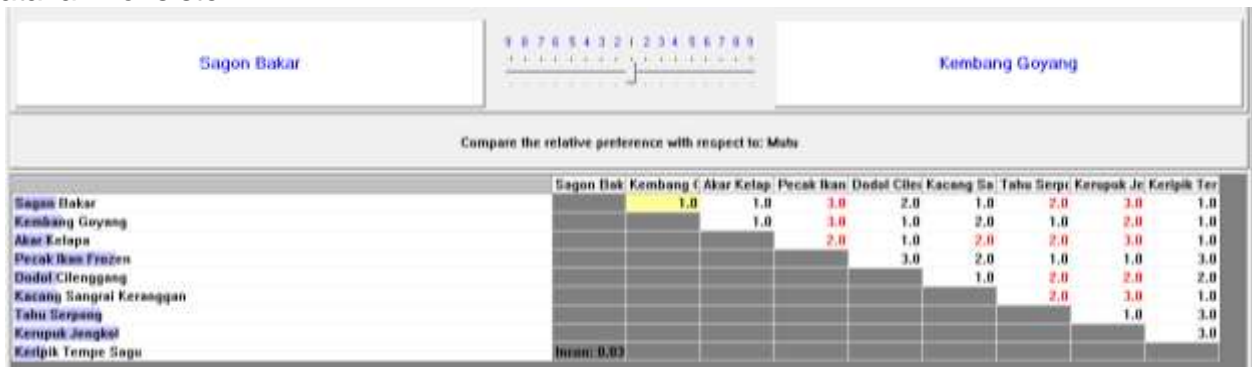 Sagon Bakar
9 8 7 6 5 4 3 2 1 2 3 4 5 6 7 8 9
Kembang Goyang
Compare the relative preference with respect to: Mutu
Sagon Bak Kembang G Akar Kelap Pecak Ikan Dodol Cilen Kacang Sa Tahu Serpo Kerupuk Je Keripik Ter
Sagon Bakar 1.0 1.0 3.0 2.0 1.0 2.0 3.0 1.0
Kembang Goyang 1.0 3.0 1.0 2.0 1.0 2.0 1.0
Akar Kelapa 2.0 1.0 2.0 2.0 3.0 1.0
Pecak Ikan Frozen 3.0 2.0 1.0 1.0 3.0
Dodol Cilenggang 1.0 2.0 2.0 2.0
Kacang Sangrai Keranggan 2.0 3.0 1.0
Tahu Serpong 1.0 3.0
Kerupuk Jengkol 3.0
Keripik Tempe Sagu Incon: 0.03